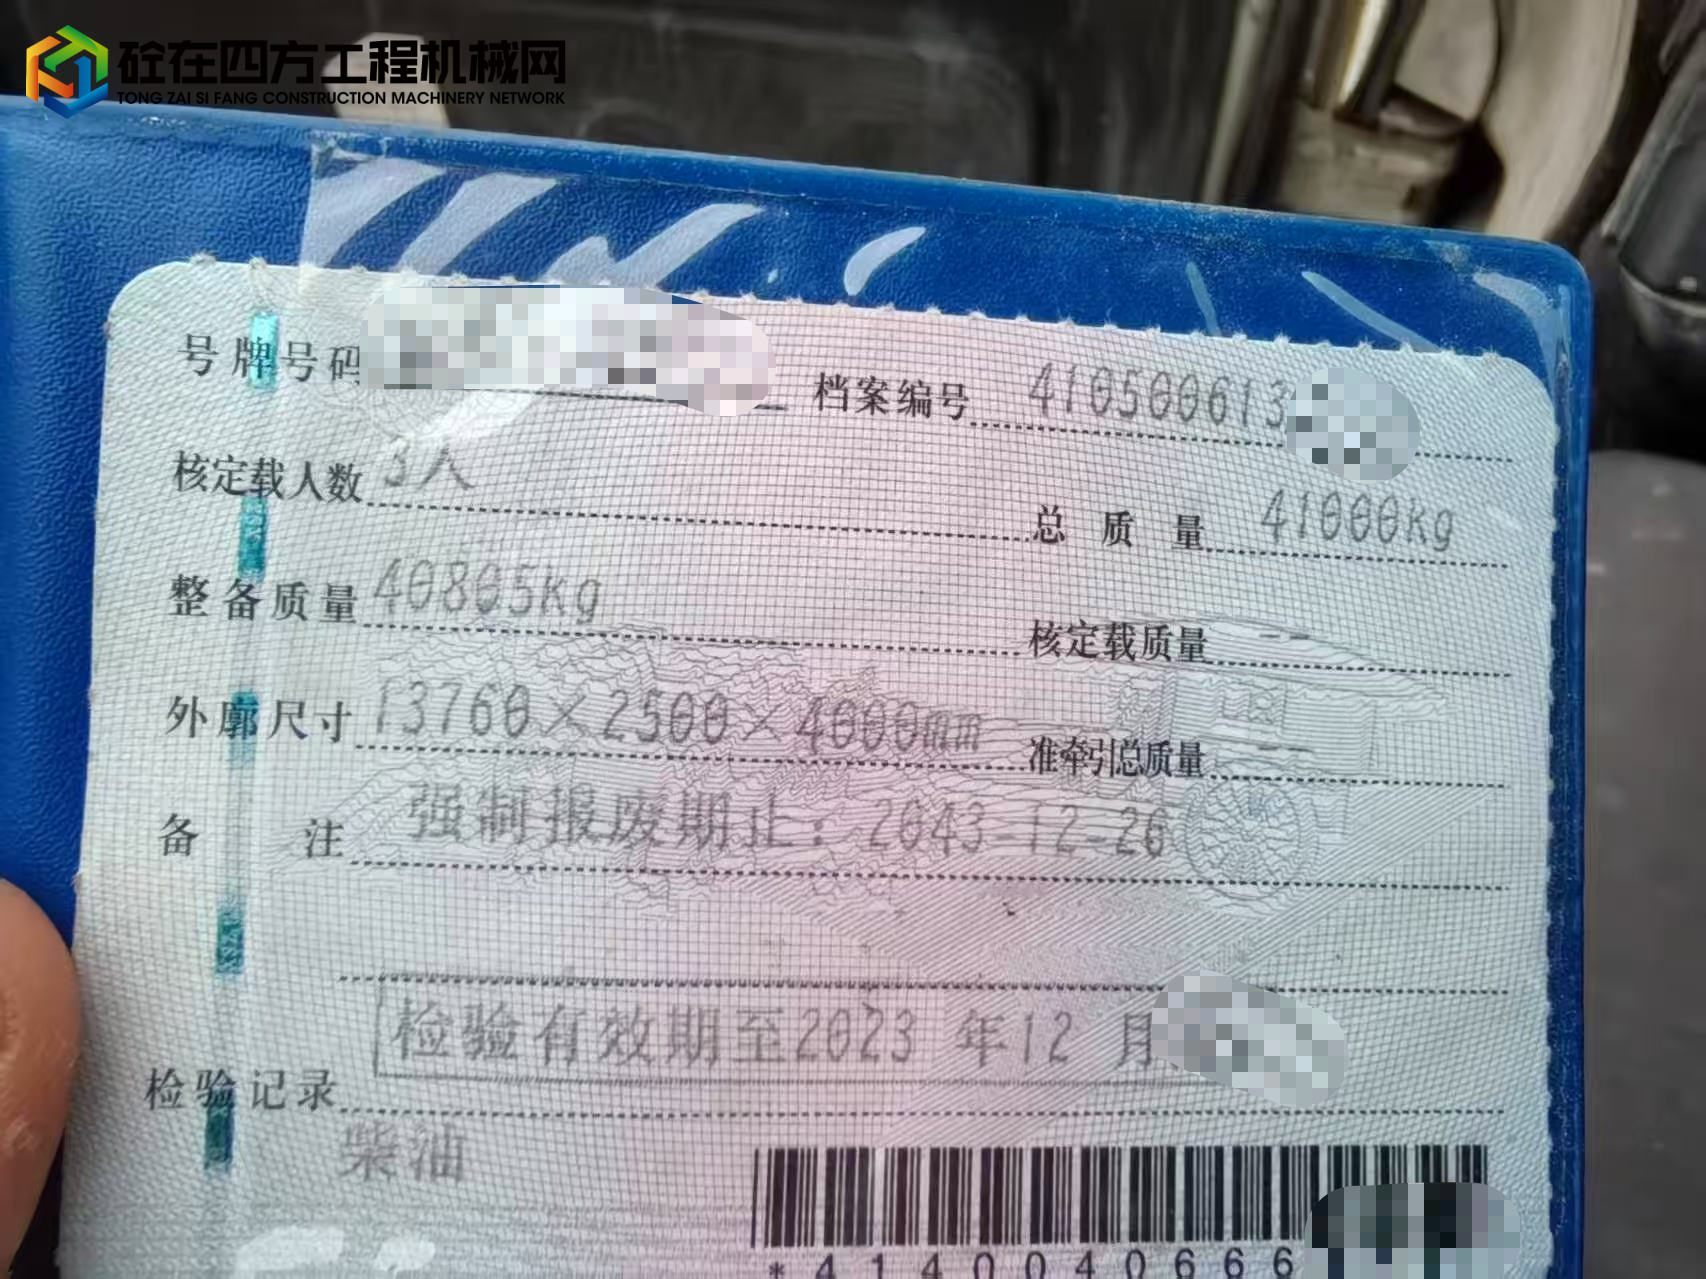 砼在四方工程机械网
TONG ZAI SI FANG CONSTRUCTION MACHINERY NETWORK
号牌号码
档案编号 410500613
核定载人数 3人
总质量 41000kg
整备质量 40805kg
核定载质量 --
外廓尺寸 13760×2500×4000mm
准牵引总质量 --
备注 强制报废期止：2043-12-20
检验有效期至2023年12月
检验记录
柴油
*4140040666